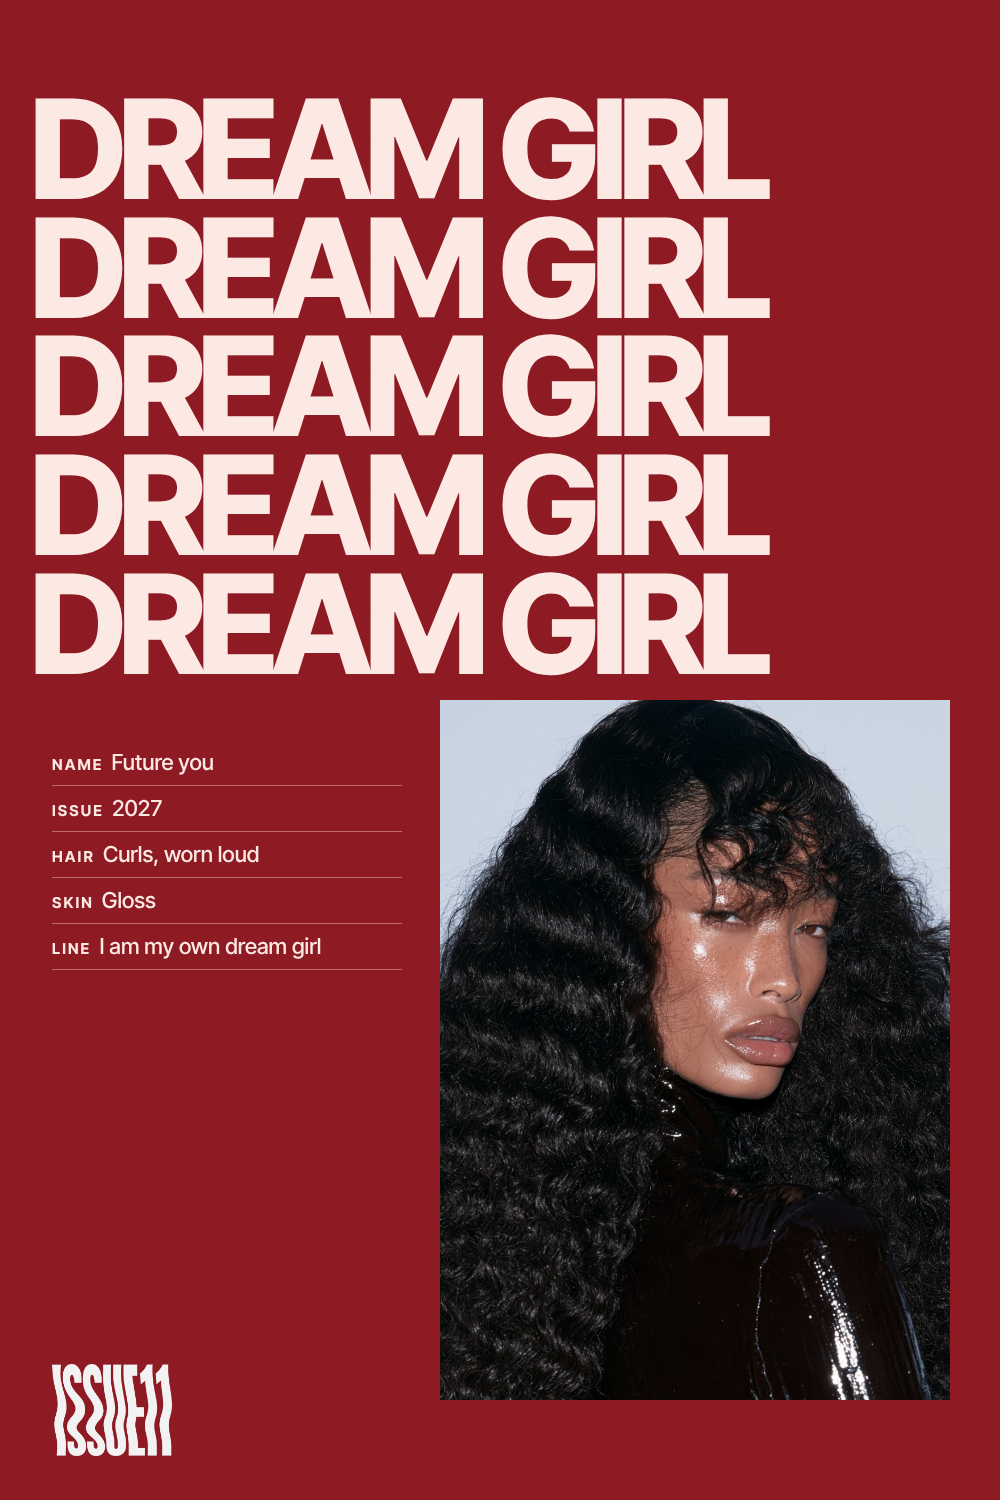 DREAM GIRL
DREAM GIRL
DREAM GIRL
DREAM GIRL
DREAM GIRL
NAME Future you
ISSUE 2027
HAIR Curls, worn loud
SKIN Gloss
LINE I am my own dream girl
ISSUE11